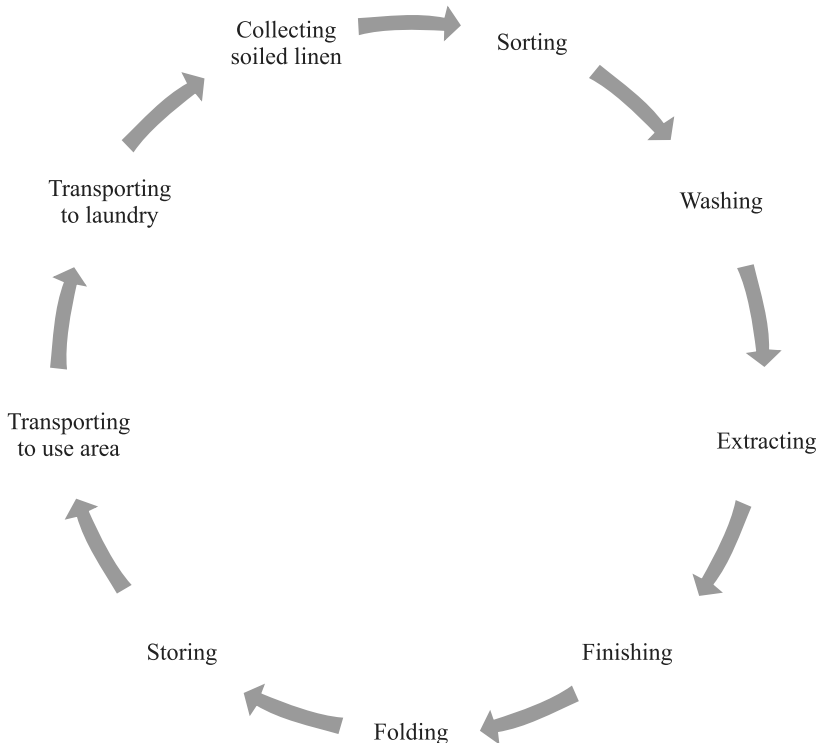 Collecting
soiled linen
Sorting
Washing
Extracting
Finishing
Folding
Storing
Transporting
to use area
Transporting
to laundry